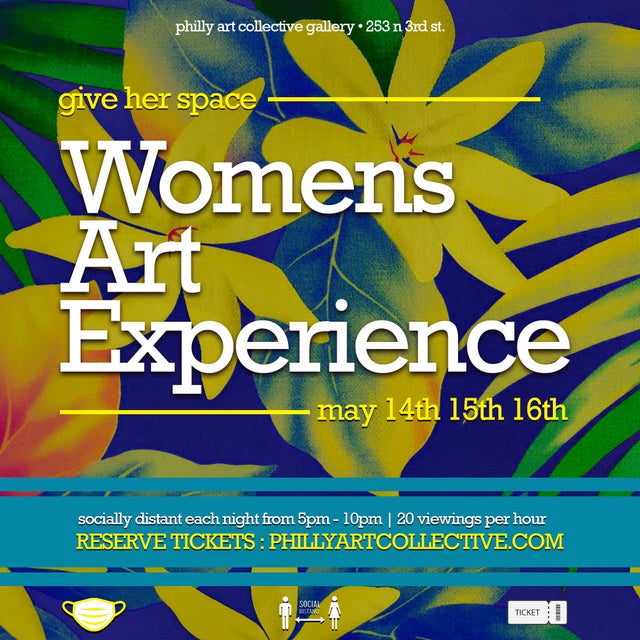 philly art collective gallery • 253 n 3rd st.
give her space
Womens
Art
Experience
may 14th 15th 16th
socially distant each night from 5pm - 10pm | 20 viewings per hour
RESERVE TICKETS : PHILLYARTCOLLECTIVE.COM
SOCIAL
DISTANCE
TICKET